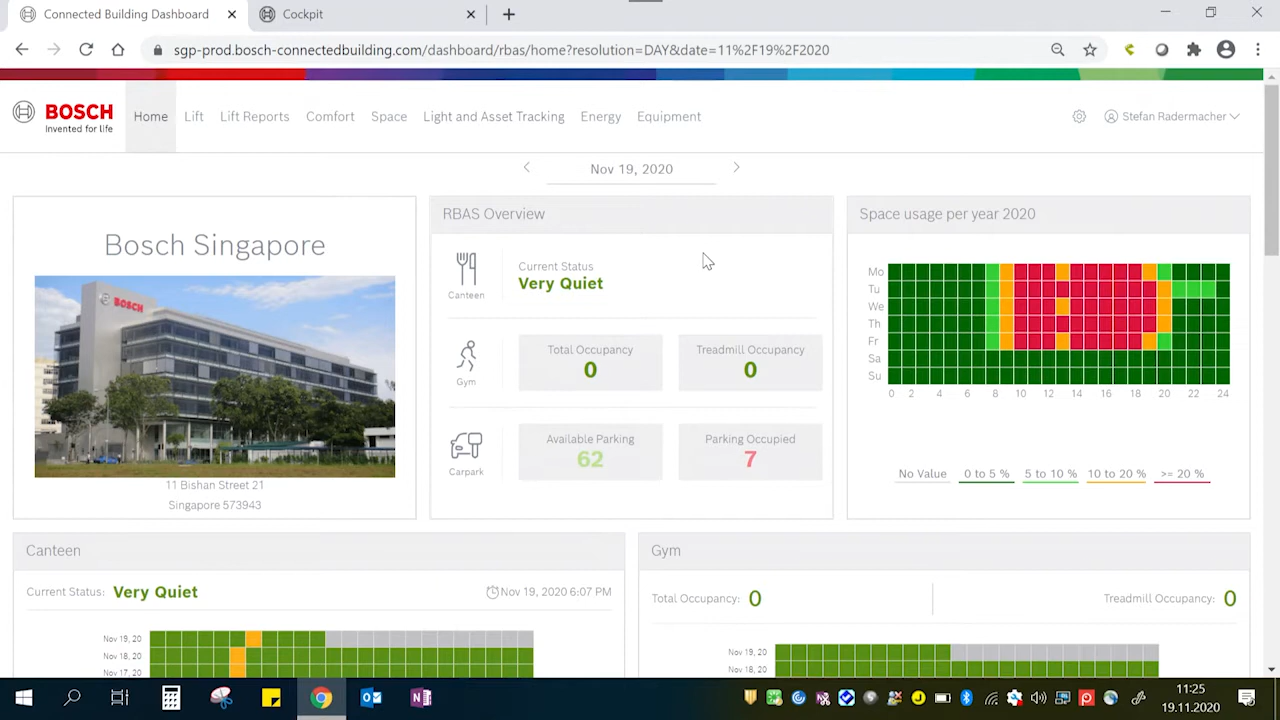 Connected Building Dashboard
Cockpit
sgp-prod.bosch-connectedbuilding.com/dashboard/rbas/home?resolution=DAY&date=11%2F19%2F2020
BOSCH
Invented for life
Home
Lift
Lift Reports
Comfort
Space
Light and Asset Tracking
Energy
Equipment
Stefan Radermacher
Nov 19, 2020
Bosch Singapore
BOSCH
11 Bishan Street 21
Singapore 573943
RBAS Overview
Canteen
Current Status
Very Quiet
Gym
Total Occupancy
0
Treadmill Occupancy
0
Carpark
Available Parking
62
Parking Occupied
7
Space usage per year 2020
Mo
Tu
We
Th
Fr
Sa
Su
0 2 4 6 8 10 12 14 16 18 20 22 24
No Value 0 to 5 % 5 to 10 % 10 to 20 % >= 20 %
Canteen
Current Status: Very Quiet
Nov 19, 2020 6:07 PM
Nov 19, 20
Nov 18, 20
Nov 17, 20
Gym
Total Occupancy: 0
Treadmill Occupancy: 0
Nov 19, 20
Nov 18, 20
11:25
19.11.2020